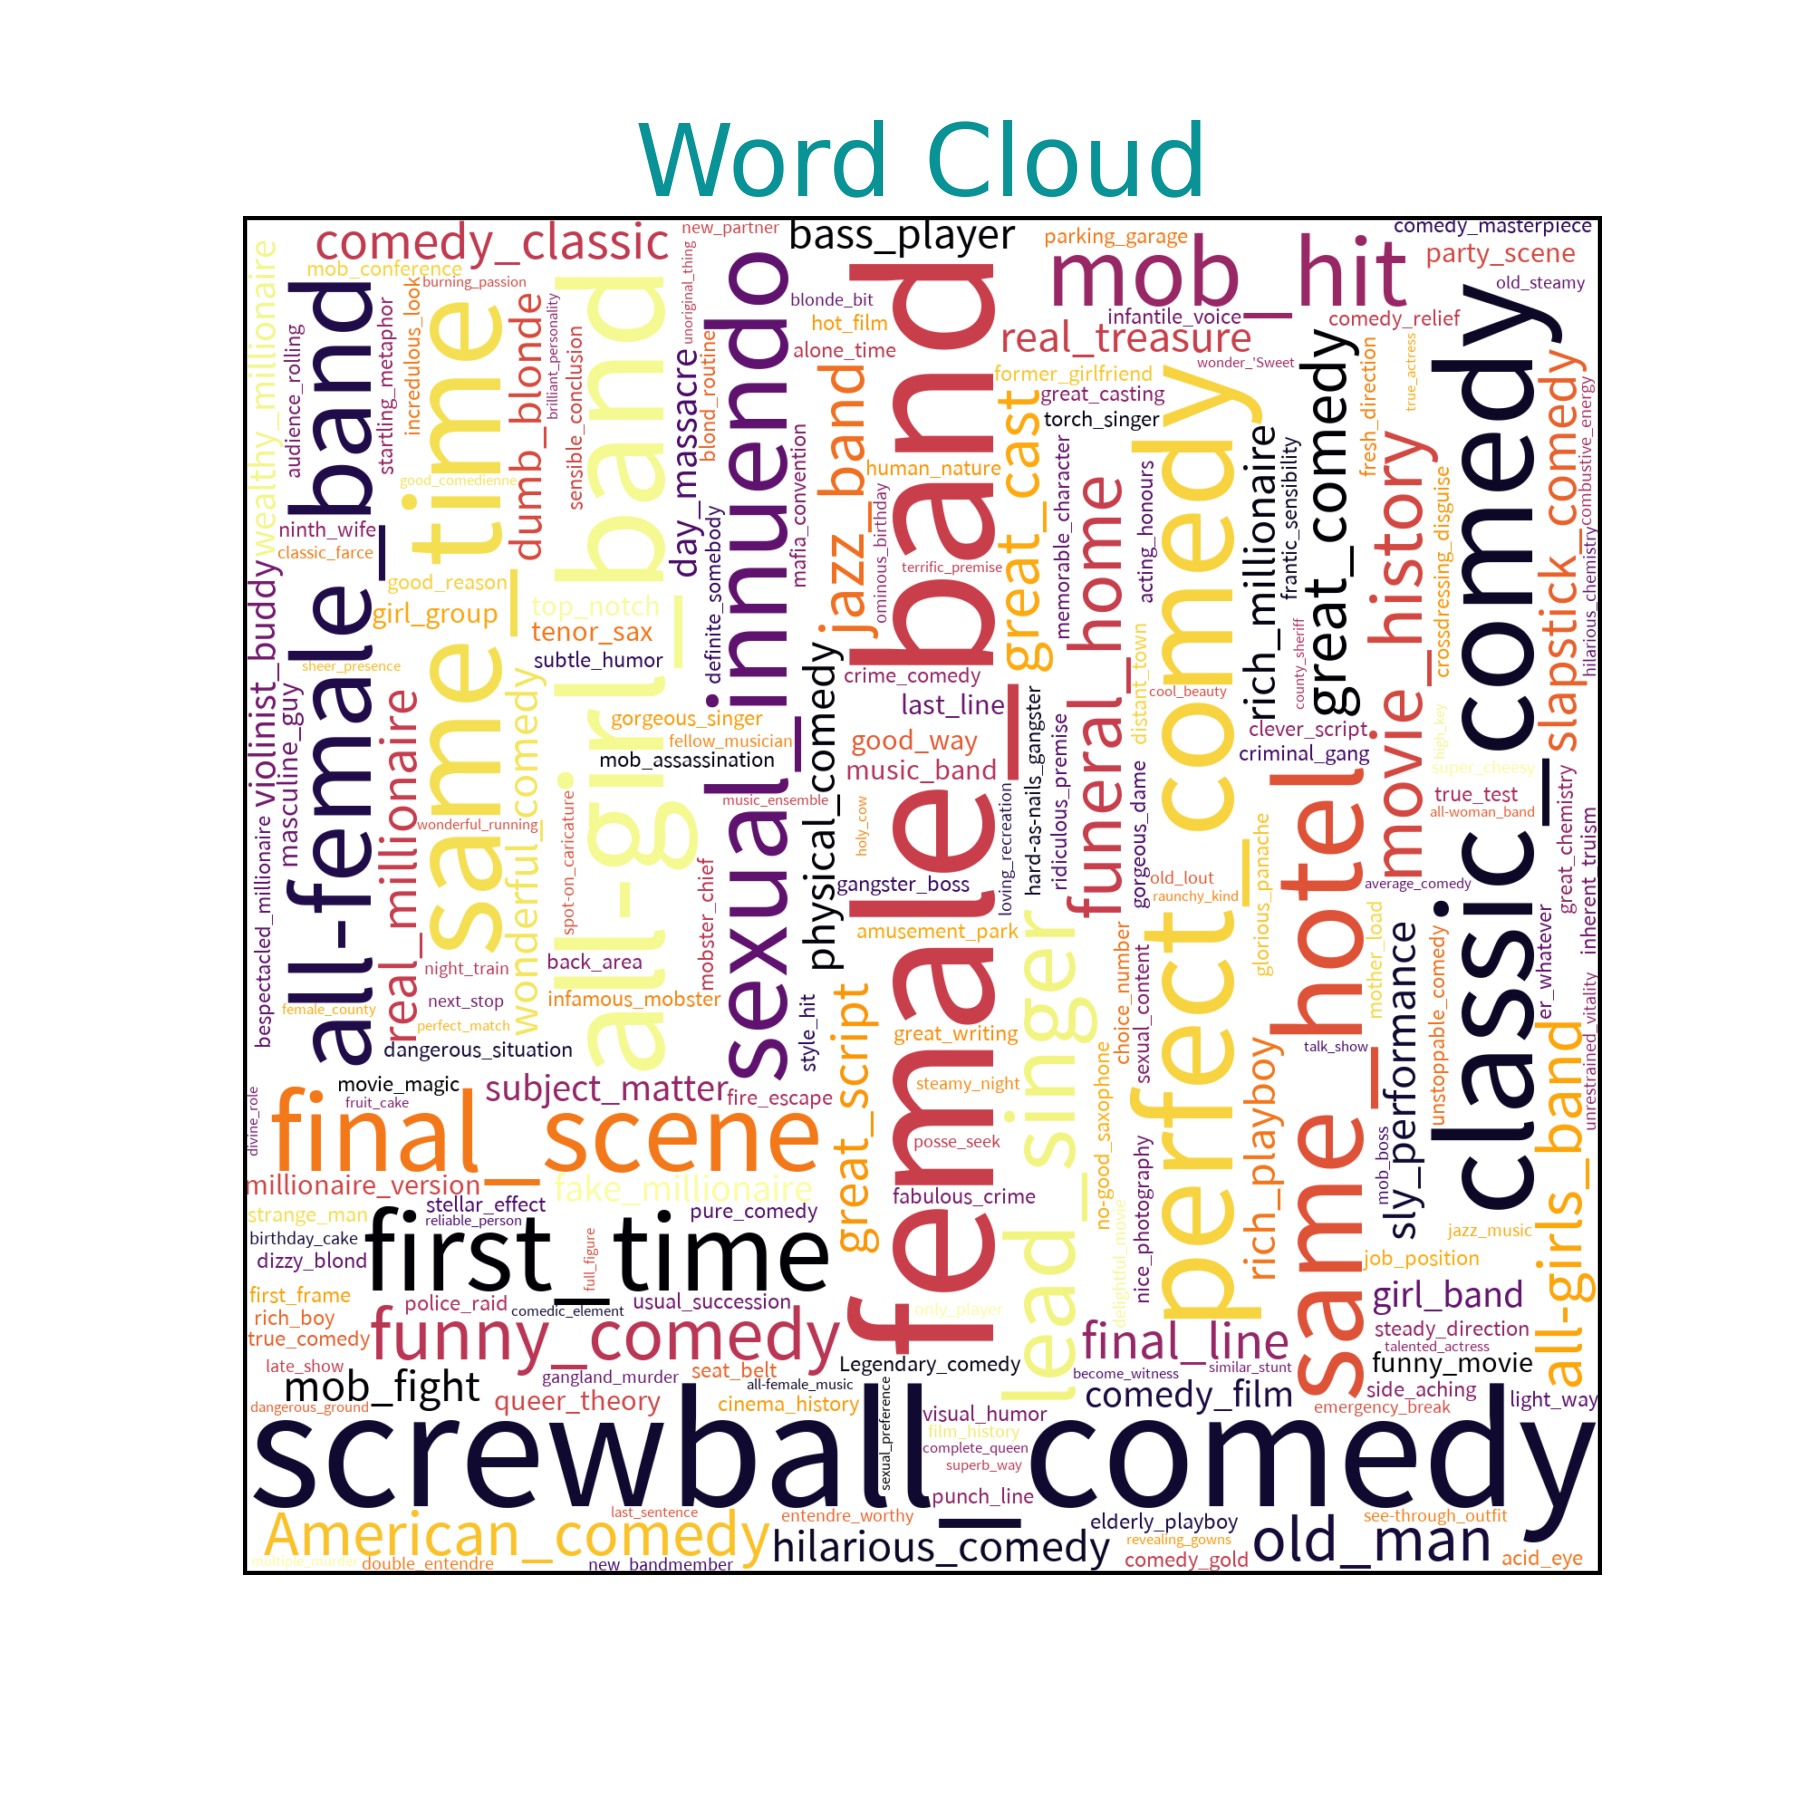 Word Cloud
comedy_classic
new_partner
bass_player
parking_garage
comedy_masterpiece
mob_hit
party_scene
mob_conference
burning_passion
old_steamy
blonde_bit
infantile_voice
comedy_relief
hot_film
real_treasure
alone_time
wonder_'Sweet
former_girlfriend
great_casting
torch_singer
wealthy_millionaire
audience_rolling
all-female_band
startling_metaphor
incredulous_look
same_time
dumb_blonde
brilliant_personality
sensible_conclusion
all-girl_band
unoriginal_thing
day_massacre
blond_routine
sexual_innuendo
mafia_convention
jazz_band
female_band
great_cast
memorable_character
funeral_home
acting_honours
perfect_comedy
rich_millionaire
frantic_sensibility
great_comedy
fresh_direction
true_actress
movie_history
crossdressing_disguise
classic_comedy
slapstick_comedy
combustive_energy
good_comedienne
human_nature
ominous_birthday
ninth_wife
classic_farce
good_reason
girl_group
top_notch
tenor_sax
subtle_humor
definite_somebody
terrific_premise
hilarious_chemistry
violinist_buddy
masculine_guy
sheer_presence
real_millionaire
wonderful_comedy
crime_comedy
last_line
distant_town
cool_beauty
county_sheriff
gorgeous_singer
fellow_musician
mob_assassination
physical_comedy
good_way
music_band
hard-as-nails_gangster
ridiculous_premise
gorgeous_dame
clever_script
criminal_gang
high_key
super_cheesy
true_test
all-woman_band
great_chemistry
inherent_truism
music_ensemble
holy_cow
loving_recreation
wonderful_running
spot-on_caricature
mobster_chief
gangster_boss
old_lout
raunchy_kind
average_comedy
glorious_panache
same_hotel
bespectacled_millionaire
night_train
back_area
next_stop
infamous_mobster
female_county
perfect_match
dangerous_situation
style_hit
amusement_park
lead_singer
choice_number
sexual_content
mother_load
sly_performance
unstoppable_comedy
er_whatever
unrestrained_vitality
great_writing
great_script
talk_show
movie_magic
fruit_cake
subject_matter
fire_escape
steamy_night
no-good_saxophone
rich_playboy
divine_role
final_scene
posse_seek
nice_photography
mob_boss
all-girls_band
millionaire_version
fake_millionaire
fabulous_crime
delightful_movie
strange_man
stellar_effect
reliable_person
pure_comedy
birthday_cake
first_time
full_figure
dizzy_blond
jazz_music
job_position
first_frame
police_raid
comedic_element
usual_succession
only_player
girl_band
rich_boy
true_comedy
funny_comedy
final_line
steady_direction
talented_actress
late_show
mob_fight
gangland_murder
seat_belt
Legendary_comedy
become_witness
similar_stunt
funny_movie
all-female_music
queer_theory
cinema_history
sexual_preference
comedy_film
side_aching
light_way
dangerous_ground
emergency_break
visual_humor
film_history
complete_queen
superb_way
screwball_comedy
punch_line
last_sentence
entendre_worthy
American_comedy
elderly_playboy
see-through_outfit
hilarious_comedy
revealing_gowns
old_man
comedy_gold
acid_eye
multiple_murder
double_entendre
new_bandmember